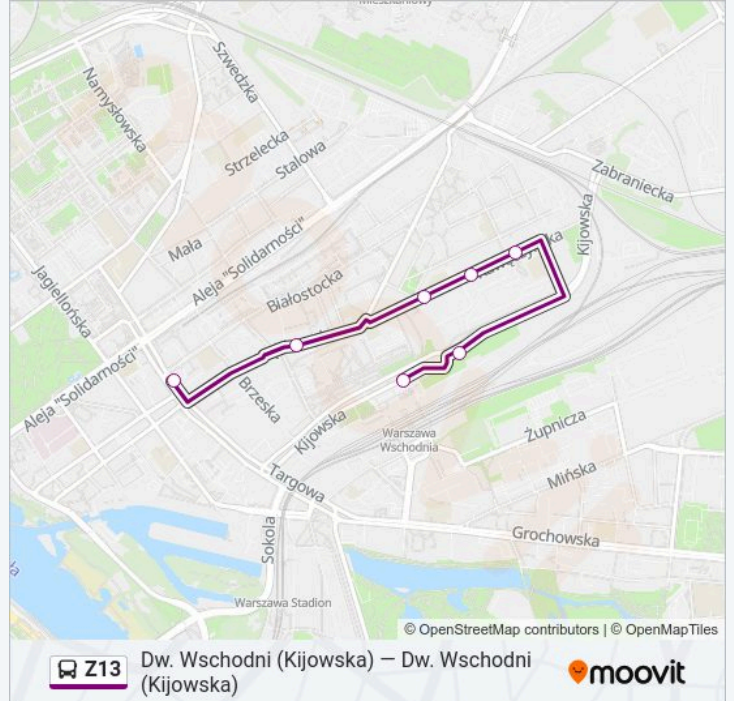 Szwedzka
Namysłowska
Strzelecka
Stalowa
Zabraniecka
Kijowska
Mała
Aleja "Solidarności"
Białostocka
Jagiellońska
Aleja "Solidarności"
Brzeska
Kijowska
Warszawa
Wschodnia
Żupnicza
Mińska
Targowa
Sokola
Grochowska
Warszawa Stadion
© OpenStreetMap contributors | © OpenMapTiles
Z13
Dw. Wschodni (Kijowska) — Dw. Wschodni
(Kijowska)
moovit